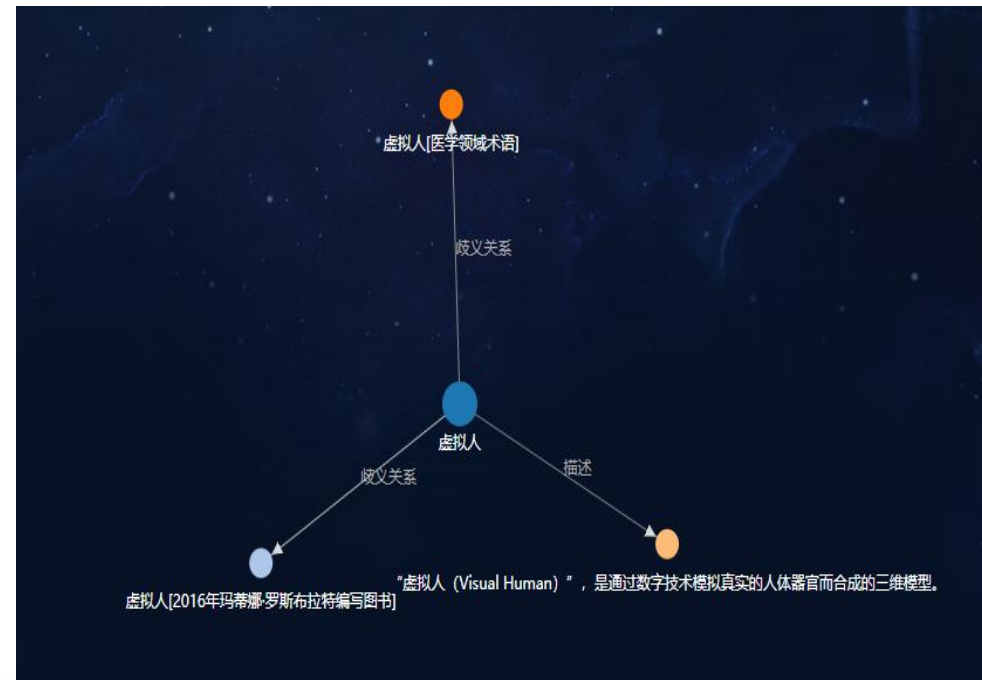 虚拟人[医学领域术语]
歧义关系
虚拟人
歧义关系
描述
“虚拟人（Visual Human）”，是通过数字技术模拟真实的人体器官而合成的三维模型。
虚拟人[2016年玛蒂娜·罗斯布拉特编写图书]